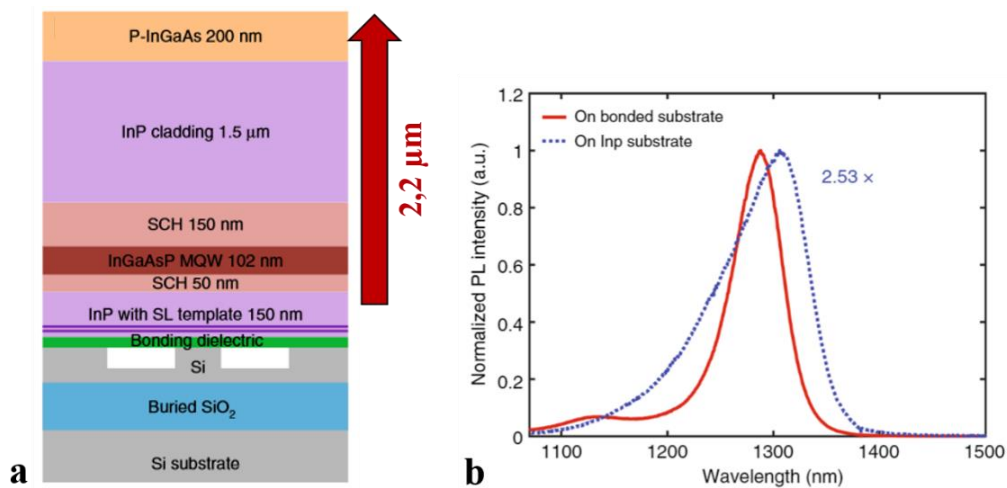 P-InGaAs 200 nm
InP cladding 1.5 µm
SCH 150 nm
InGaAsP MQW 102 nm
SCH 50 nm
InP with SL template 150 nm
Bonding dielectric
Si
Buried SiO₂
Si substrate
a
2,2 µm
b
Normalized PL intensity (a.u.)
1.2
1
0.8
0.6
0.4
0.2
0
On bonded substrate
On Inp substrate
2.53 ×
1100 1200 1300 1400 1500
Wavelength (nm)